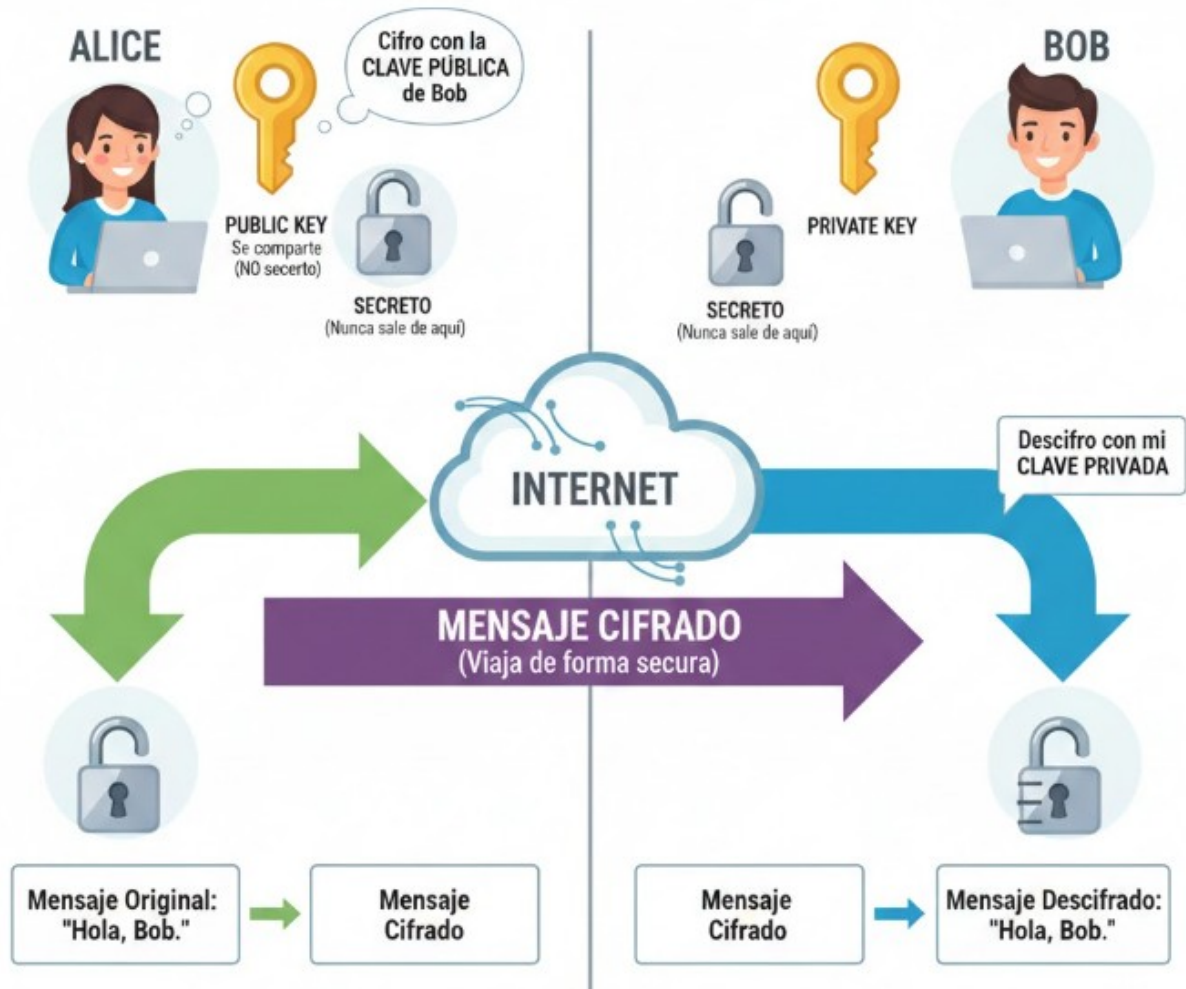 ALICE
Cifro con la
CLAVE PÚBLICA
de Bob
PUBLIC KEY
Se comparte
(NO secerto)
SECRETO
(Nunca sale de aquí)
BOB
PRIVATE KEY
SECRETO
(Nunca sale de aquí)
INTERNET
Descifro con mi
CLAVE PRIVADA
MENSAJE CIFRADO
(Viaja de forma secura)
Mensaje Original:
"Hola, Bob."
Mensaje
Cifrado
Mensaje
Cifrado
Mensaje Descifrado:
"Hola, Bob."